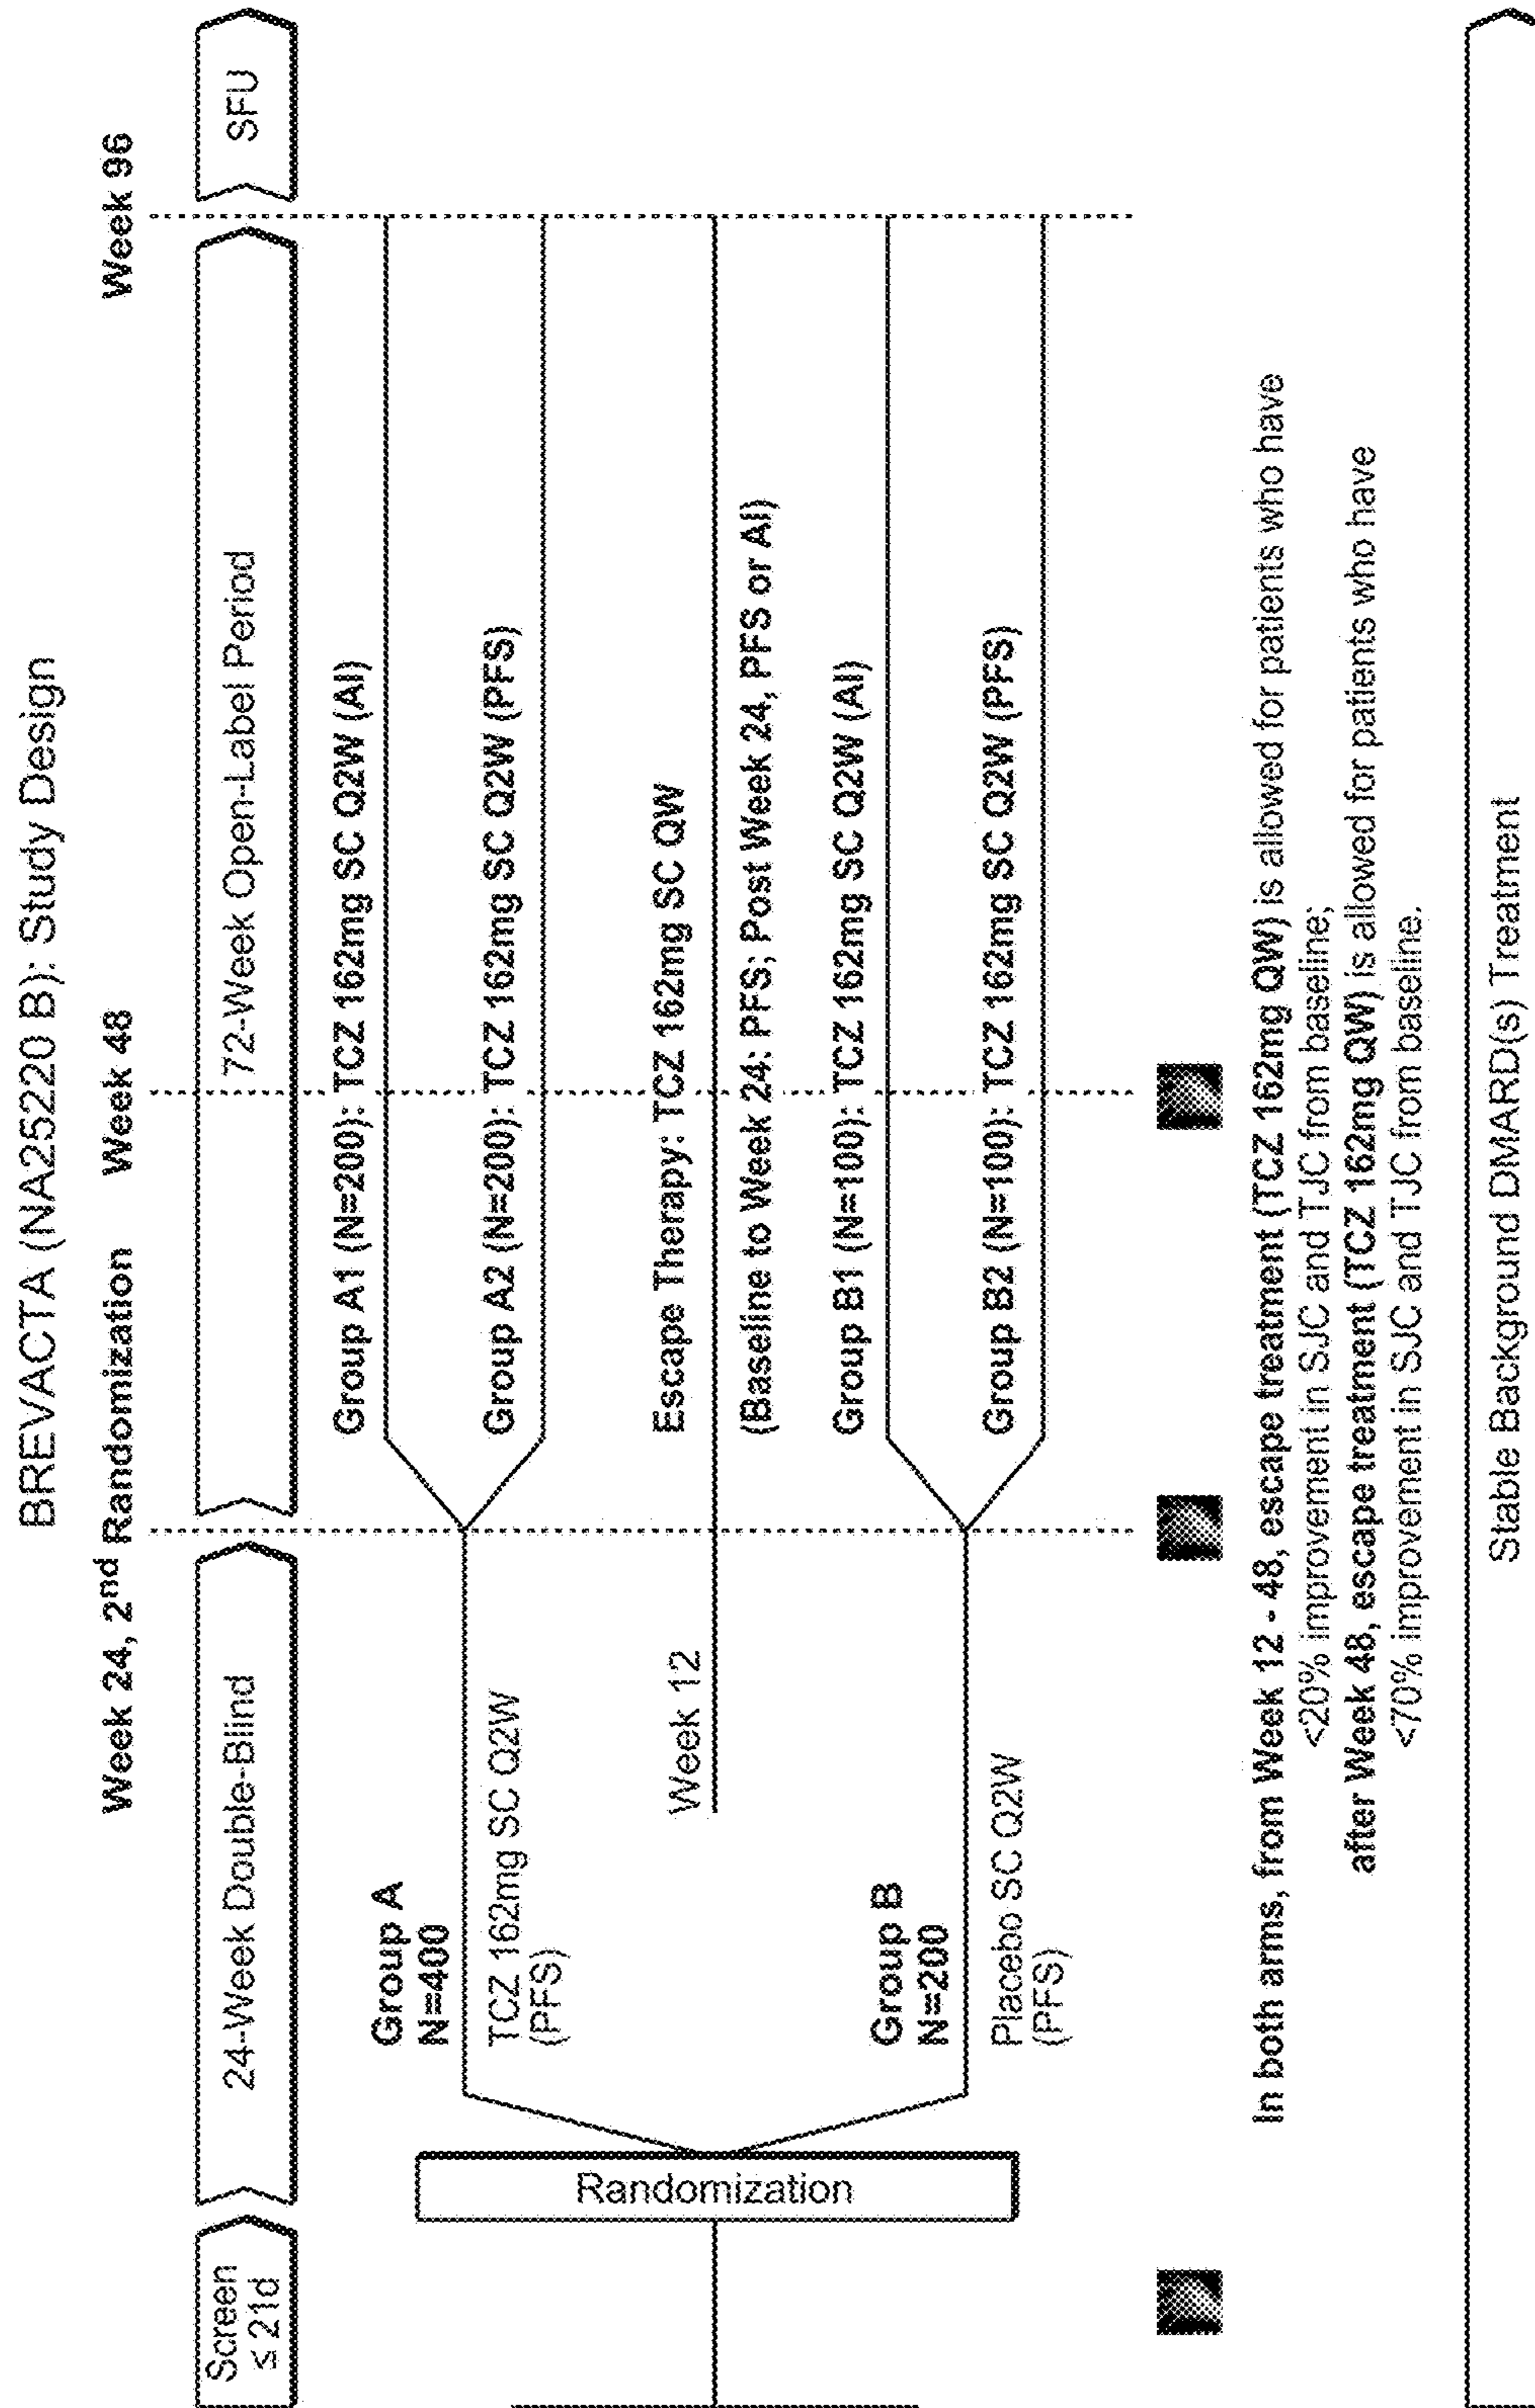 BREVACTA (NA25220 B): Study Design
Week 24, 2nd Randomization
Week 48
Week 96
Screen
≤ 21d
24-Week Double-Blind
72-Week Open-Label Period
SFU
Randomization
Group A
N=400
TCZ 162mg SC Q2W
(PFS)
Group A1 (N=200): TCZ 162mg SC Q2W (AI)
Group A2 (N=200): TCZ 162mg SC Q2W (PFS)
Week 12
Escape Therapy: TCZ 162mg SC QW
(Baseline to Week 24: PFS; Post Week 24, PFS or AI)
Group B
N=200
Placebo SC Q2W
(PFS)
Group B1 (N=100): TCZ 162mg SC Q2W (AI)
Group B2 (N=100): TCZ 162mg SC Q2W (PFS)
In both arms, from Week 12 - 48, escape treatment (TCZ 162mg QW) is allowed for patients who have
<20% improvement in SJC and TJC from baseline;
after Week 48, escape treatment (TCZ 162mg QW) is allowed for patients who have
<70% improvement in SJC and TJC from baseline.
Stable Background DMARD(s) Treatment